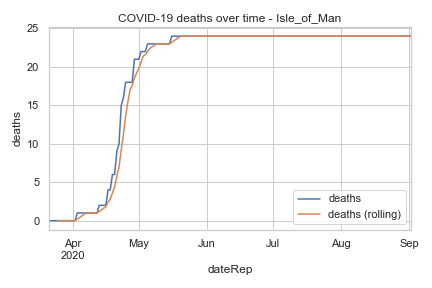 COVID-19 deaths over time - Isle_of_Man
25
20
15
10
5
0
deaths
deaths
deaths (rolling)
Apr May Jun Jul Aug Sep
2020
dateRep